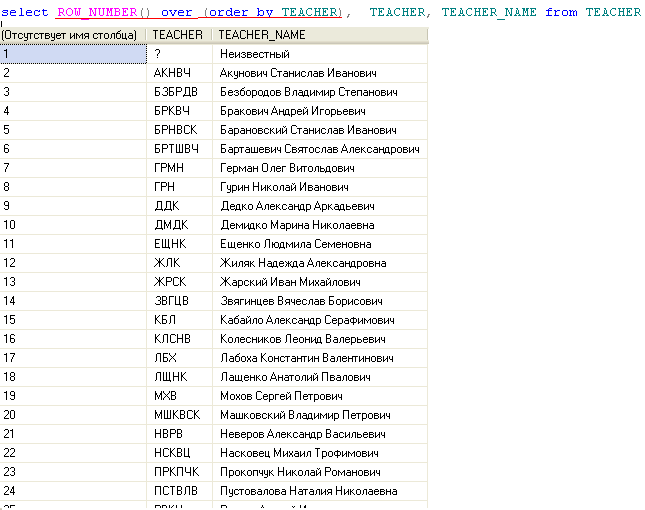 select ROW_NUMBER() over (order by TEACHER), TEACHER, TEACHER_NAME from TEACHER
(Отсутствует имя столбца) TEACHER TEACHER_NAME
1 ? Неизвестный
2 АКНВЧ Акунович Станислав Иванович
3 БЗБРДВ Безбородов Владимир Степанович
4 БРКВЧ Бракович Андрей Игорьевич
5 БРНВСК Барановский Станислав Иванович
6 БРТШВЧ Барташевич Святослав Александрович
7 ГРМН Герман Олег Витольдович
8 ГРН Гурин Николай Иванович
9 ДДК Дедко Александр Аркадьевич
10 ДМДК Демидко Марина Николаевна
11 ЕЩНК Ещенко Людмила Семеновна
12 ЖЛК Жиляк Надежда Александровна
13 ЖРСК Жарский Иван Михайлович
14 ЗВГЦВ Звягинцев Вячеслав Борисович
15 КБЛ Кабайло Александр Серафимович
16 КЛСНВ Колесников Леонид Валерьевич
17 ЛБХ Лабоха Константин Валентинович
18 ЛЩНК Лащенко Анатолий Пвалович
19 МХВ Мохов Сергей Петрович
20 МШКВСК Машковский Владимир Петрович
21 НВРВ Неверов Александр Васильевич
22 НСКВЦ Насковец Михаил Трофимович
23 ПРКПЧК Прокопчук Николай Романович
24 ПСТВЛВ Пустовалова Наталия Николаевна